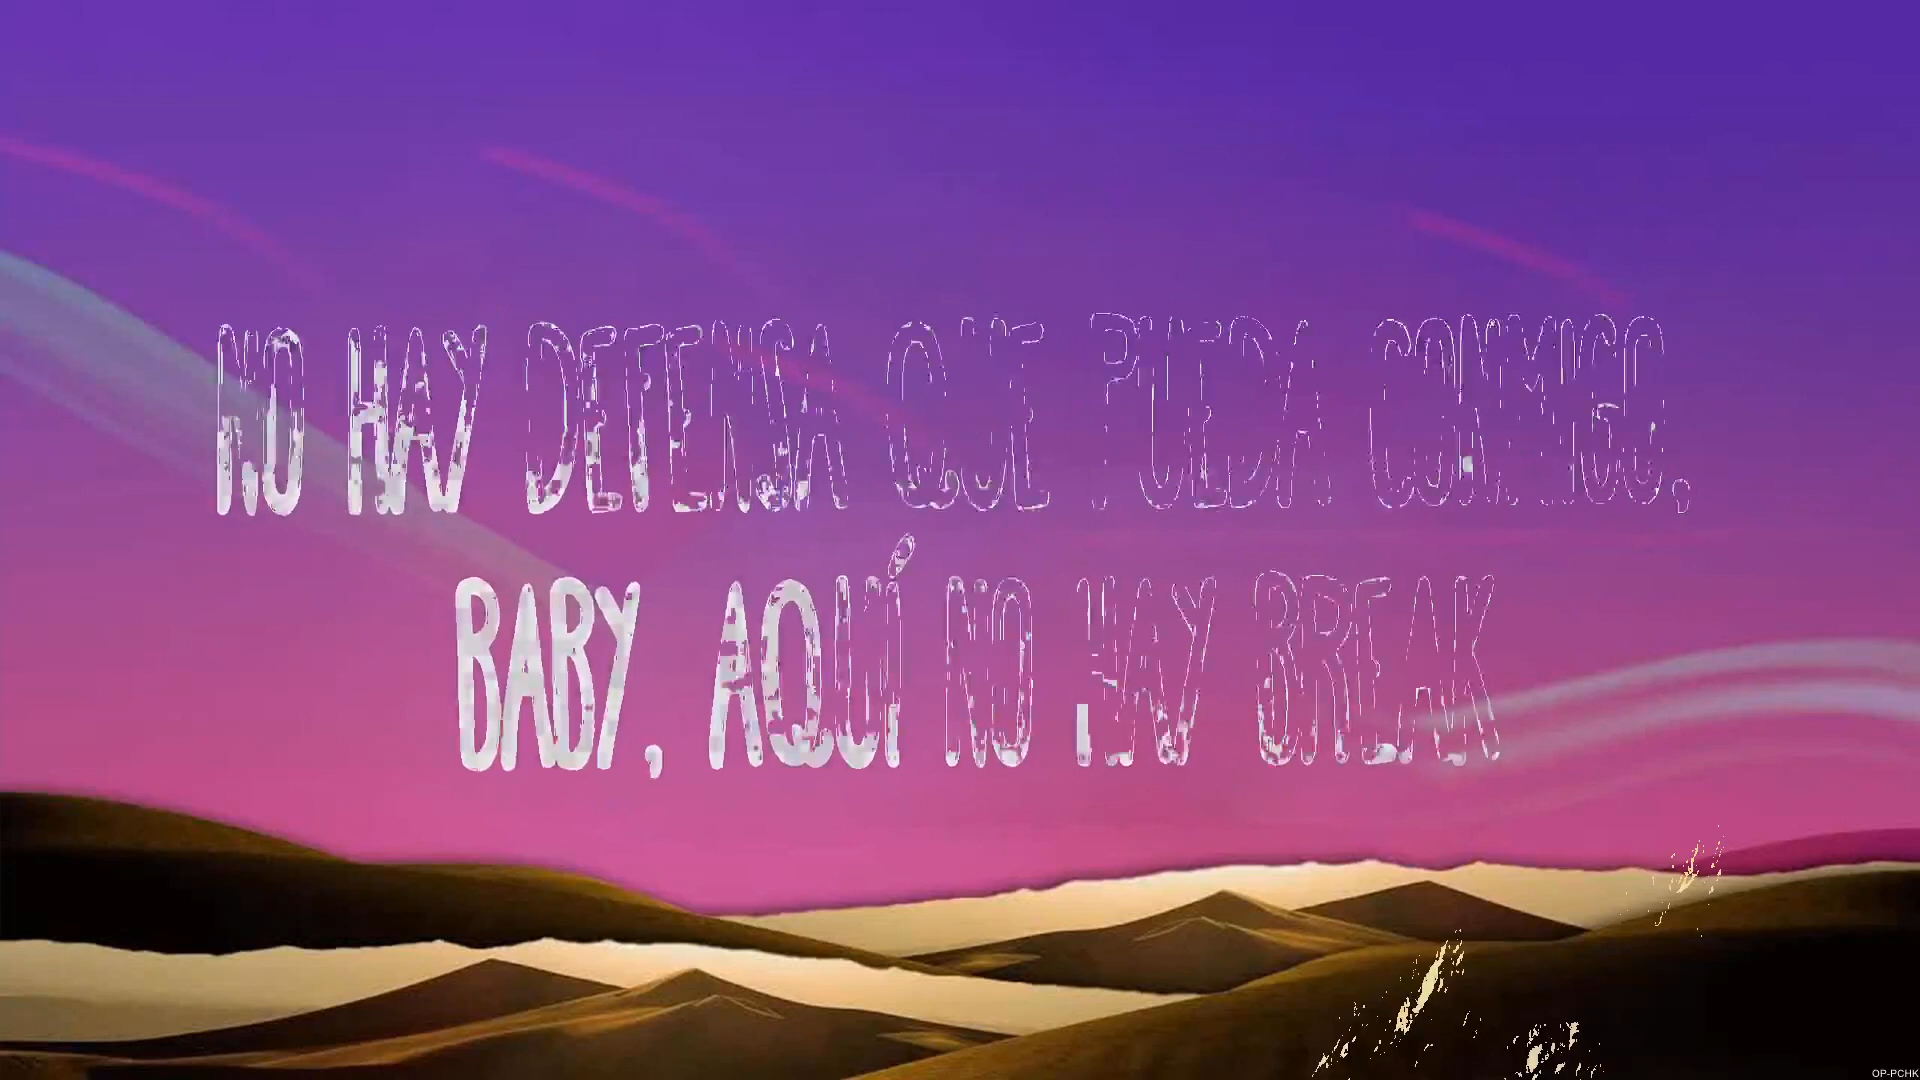 NO HAY DEFENSA QUE PUEDA CONMIGO,
BABY, AQUÍ NO HAY BREAK
OP-PCHK